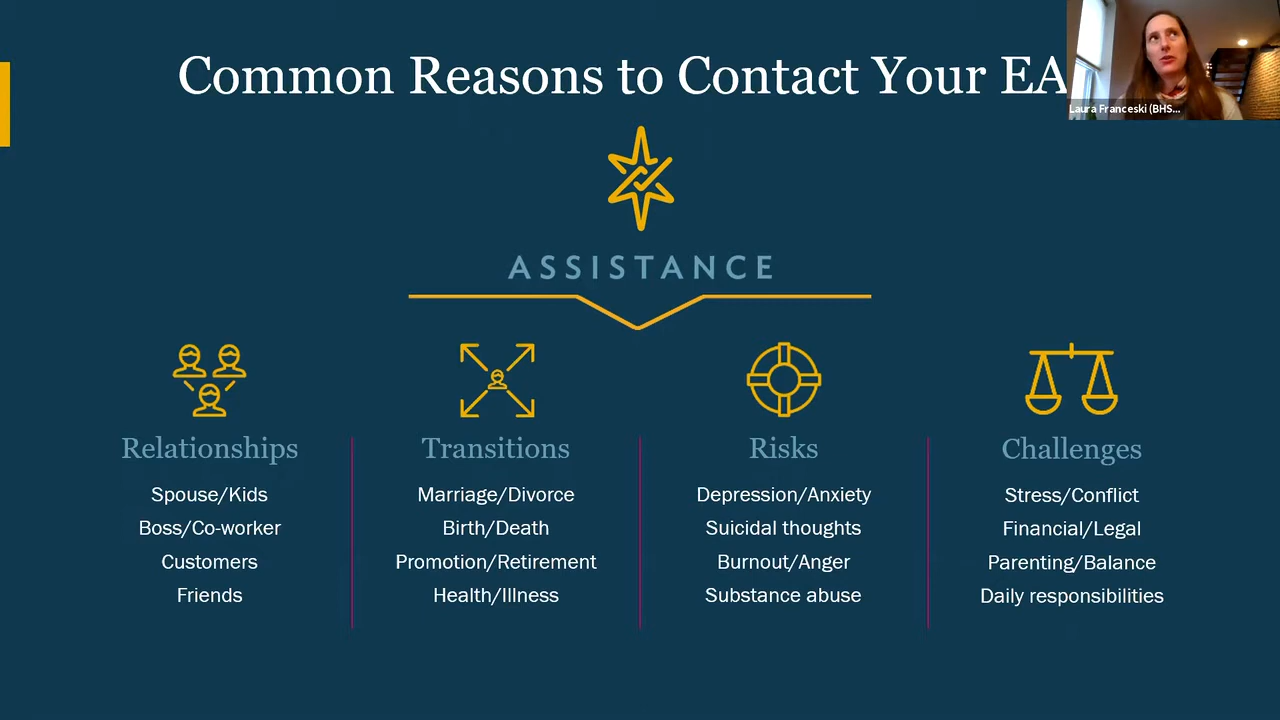 Common Reasons to Contact Your EA
Laura Franceski (BHS...
ASSISTANCE
Relationships
Spouse/Kids
Boss/Co-worker
Customers
Friends
Transitions
Marriage/Divorce
Birth/Death
Promotion/Retirement
Health/Illness
Risks
Depression/Anxiety
Suicidal thoughts
Burnout/Anger
Substance abuse
Challenges
Stress/Conflict
Financial/Legal
Parenting/Balance
Daily responsibilities